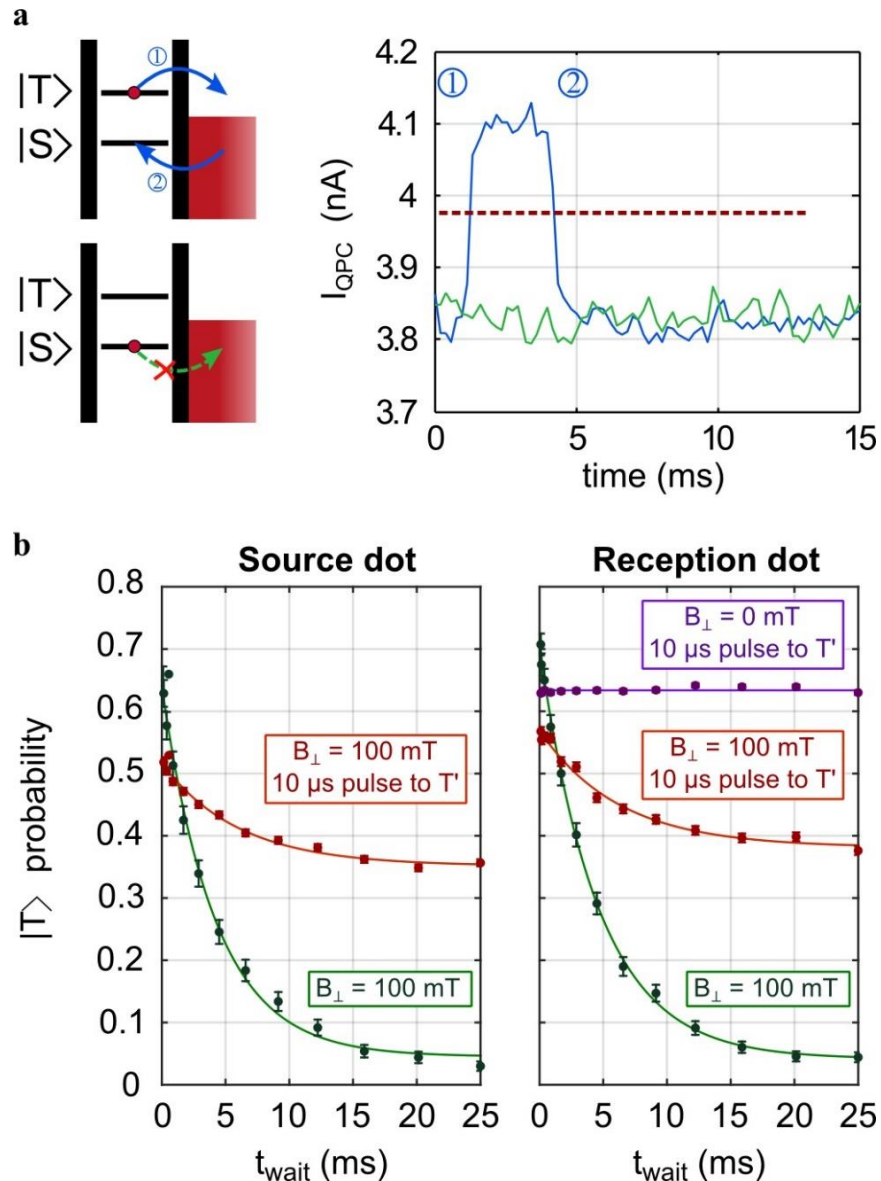 a
|T⟩
①
|S⟩
②
|T⟩
|S⟩
4.2
4.1
4
3.9
3.8
3.7
I_QPC (nA)
① ②
0 5 10 15
time (ms)
b
Source dot Reception dot
|T⟩ probability
0.8
0.7
0.6
0.5
0.4
0.3
0.2
0.1
0
B⊥ = 100 mT
10 µs pulse to T'
B⊥ = 100 mT
0 5 10 15 20 25
t_wait (ms)
B⊥ = 0 mT
10 µs pulse to T'
B⊥ = 100 mT
10 µs pulse to T'
B⊥ = 100 mT
0 5 10 15 20 25
t_wait (ms)